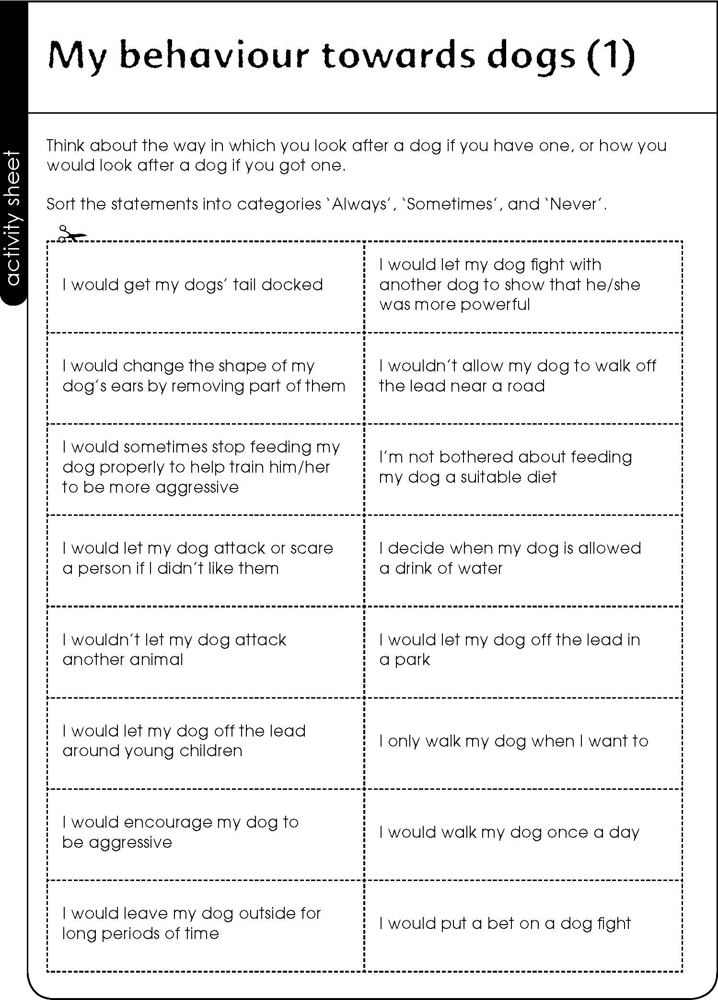 My behaviour towards dogs (1)
activity sheet
Think about the way in which you look after a dog if you have one, or how you
would look after a dog if you got one.
Sort the statements into categories ‘Always’, ‘Sometimes’, and ‘Never’.
I would get my dogs’ tail docked
I would let my dog fight with
another dog to show that he/she
was more powerful
I would change the shape of my
dog’s ears by removing part of them
I wouldn’t allow my dog to walk off
the lead near a road
I would sometimes stop feeding my
dog properly to help train him/her
to be more aggressive
I’m not bothered about feeding
my dog a suitable diet
I would let my dog attack or scare
a person if I didn’t like them
I decide when my dog is allowed
a drink of water
I wouldn’t let my dog attack
another animal
I would let my dog off the lead in
a park
I would let my dog off the lead
around young children
I only walk my dog when I want to
I would encourage my dog to
be aggressive
I would walk my dog once a day
I would leave my dog outside for
long periods of time
I would put a bet on a dog fight